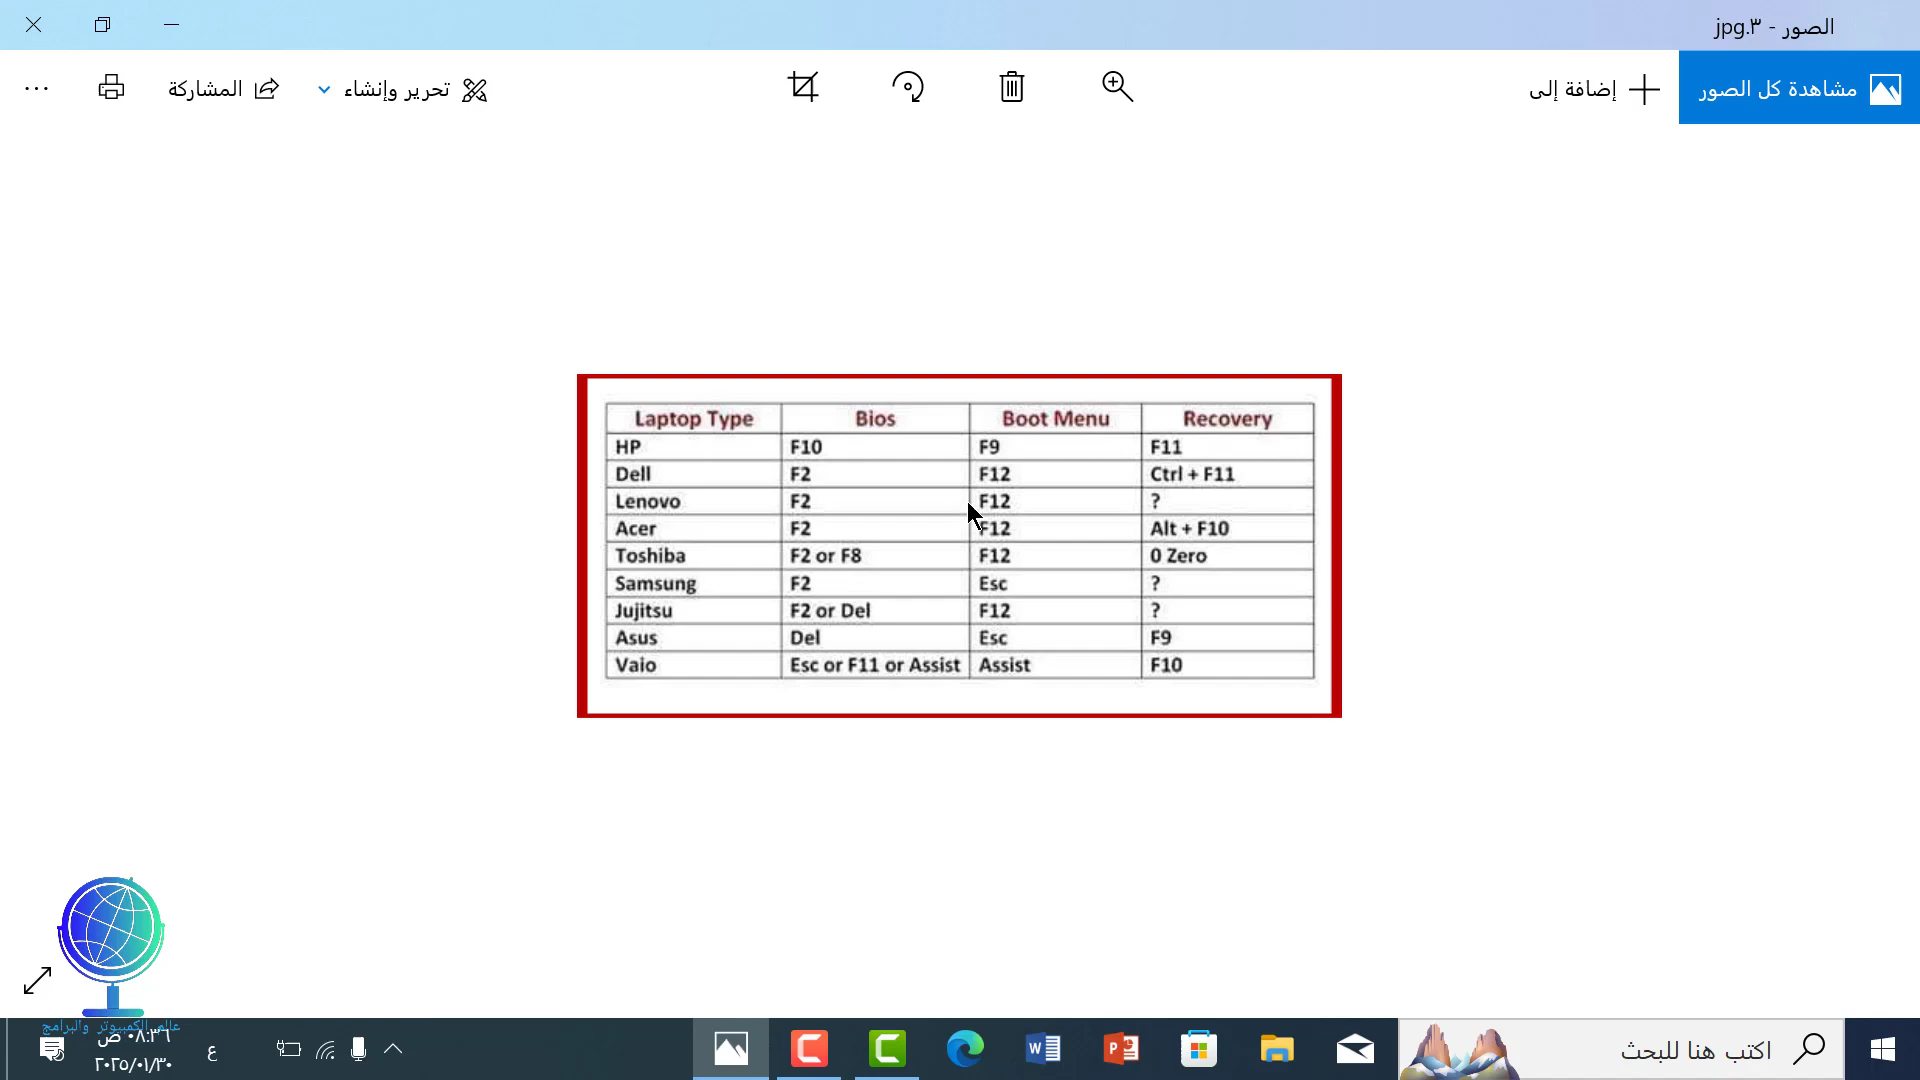 الصور - ٣.jpg
مشاهدة كل الصور
إضافة إلى
تحرير وإنشاء
المشاركة
Laptop Type Bios Boot Menu Recovery
HP F10 F9 F11
Dell F2 F12 Ctrl + F11
Lenovo F2 F12 ?
Acer F2 F12 Alt + F10
Toshiba F2 or F8 F12 0 Zero
Samsung F2 Esc ?
Jujitsu F2 or Del F12 ?
Asus Del Esc F9
Vaio Esc or F11 or Assist Assist F10
عالم الكمبيوتر والبرامج
اكتب هنا للبحث
ع
٠٨:٣٦ ص
٢٠٢٥/٠١/٣٠